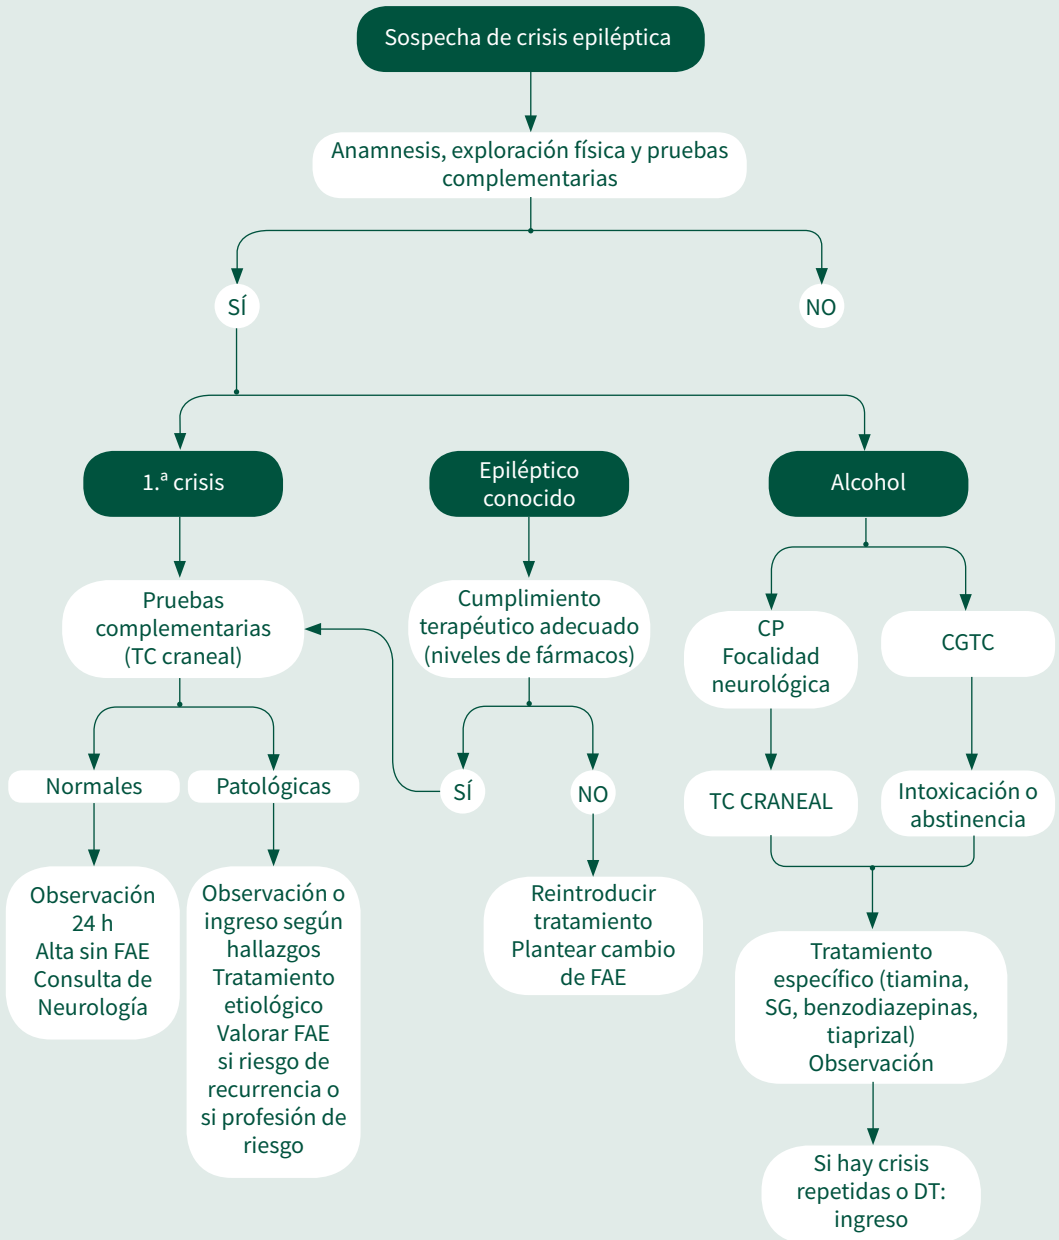 Sospecha de crisis epiléptica
Anamnesis, exploración física y pruebas
complementarias
SÍ
NO
1.ª crisis
Epiléptico
conocido
Alcohol
Pruebas
complementarias
(TC craneal)
Cumplimiento
terapéutico adecuado
(niveles de fármacos)
CP
Focalidad
neurológica
CGTC
Normales
Patológicas
SÍ
NO
TC CRANEAL
Intoxicación o
abstinencia
Observación
24 h
Alta sin FAE
Consulta de
Neurología
Observación o
ingreso según
hallazgos
Tratamiento
etiológico
Valorar FAE
si riesgo de
recurrencia o
si profesión de
riesgo
Reintroducir
tratamiento
Plantear cambio
de FAE
Tratamiento
específico (tiamina,
SG, benzodiazepinas,
tiaprizal)
Observación
Si hay crisis
repetidas o DT:
ingreso